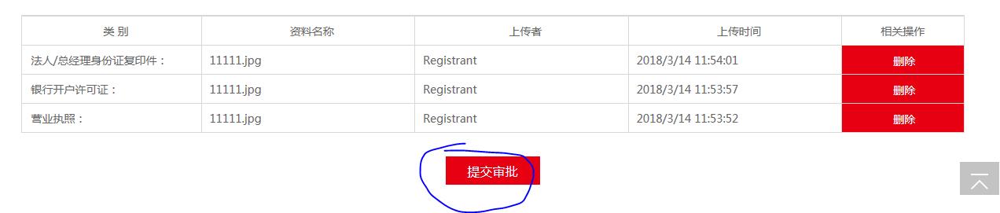 类 别 资料名称 上传者 上传时间 相关操作
法人/总经理身份证复印件： 11111.jpg Registrant 2018/3/14 11:54:01 删除
银行开户许可证： 11111.jpg Registrant 2018/3/14 11:53:57 删除
营业执照： 11111.jpg Registrant 2018/3/14 11:53:52 删除
提交审批